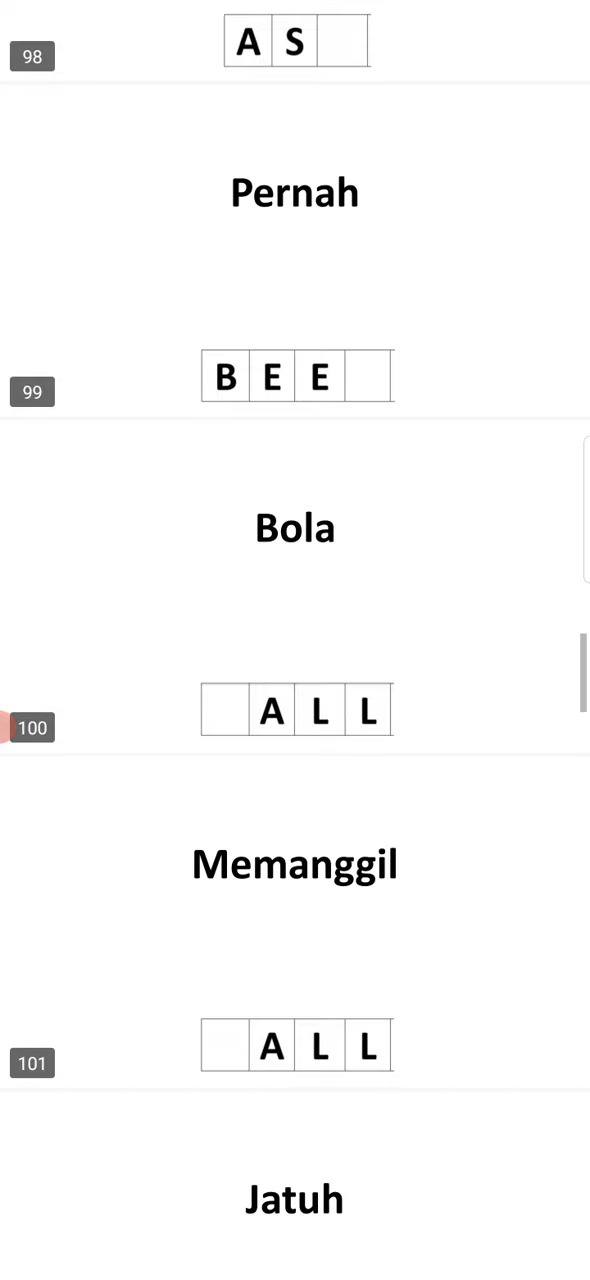 A S
98
Pernah
B E E
99
Bola
A L L
100
Memanggil
A L L
101
Jatuh